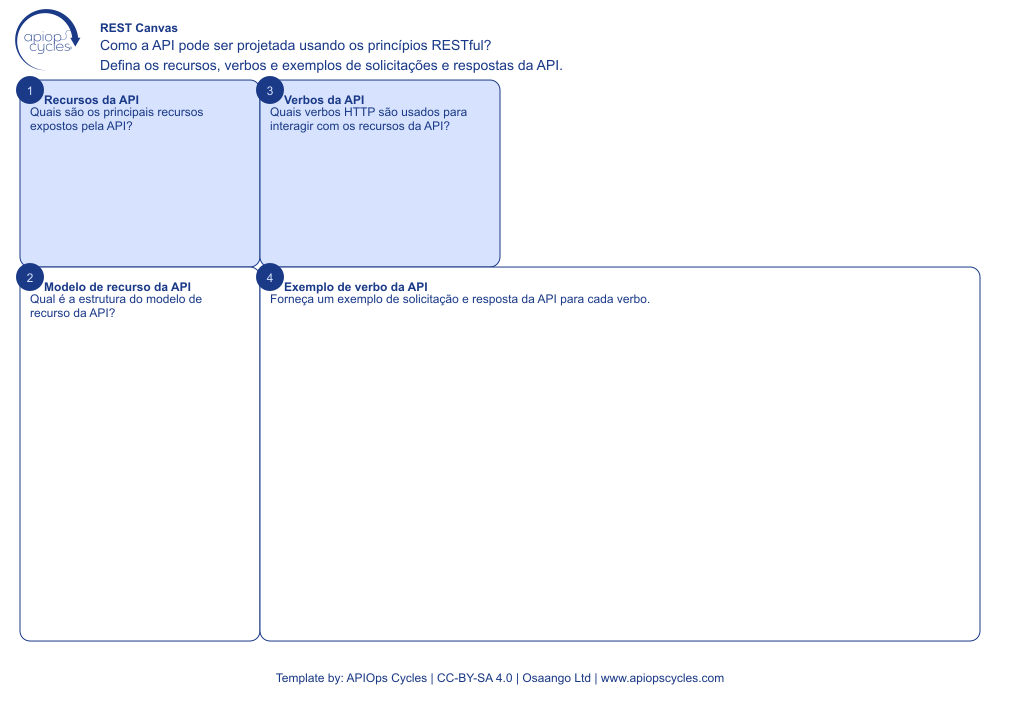 apiops
cycles
REST Canvas
Como a API pode ser projetada usando os princípios RESTful?
Defina os recursos, verbos e exemplos de solicitações e respostas da API.
1
Recursos da API
Quais são os principais recursos
expostos pela API?
3
Verbos da API
Quais verbos HTTP são usados para
interagir com os recursos da API?
2
Modelo de recurso da API
Qual é a estrutura do modelo de
recurso da API?
4
Exemplo de verbo da API
Forneça um exemplo de solicitação e resposta da API para cada verbo.
Template by: APIOps Cycles | CC-BY-SA 4.0 | Osaango Ltd | www.apiopscycles.com